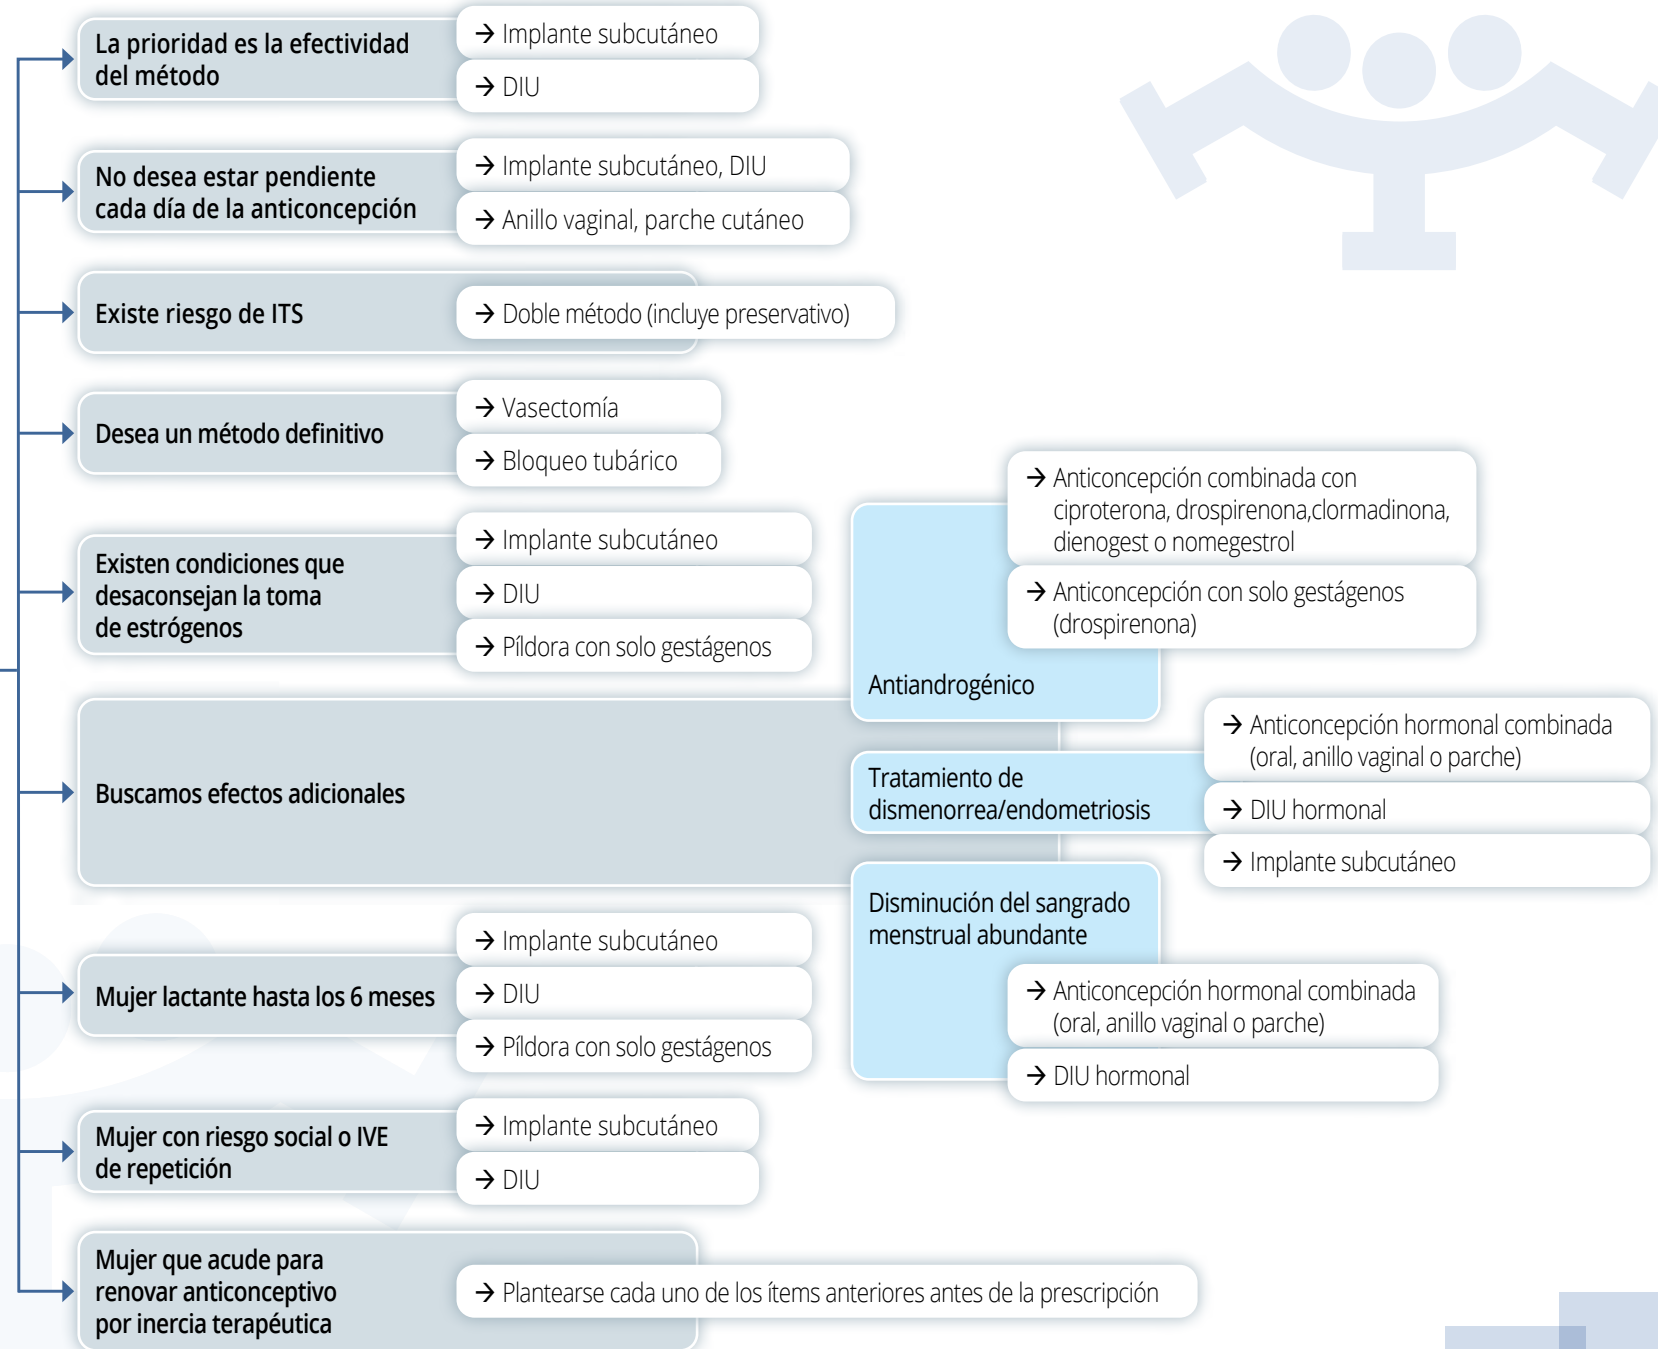 La prioridad es la efectividad
del método
→ Implante subcutáneo
→ DIU
No desea estar pendiente
cada día de la anticoncepción
→ Implante subcutáneo, DIU
→ Anillo vaginal, parche cutáneo
Existe riesgo de ITS
→ Doble método (incluye preservativo)
Desea un método definitivo
→ Vasectomía
→ Bloqueo tubárico
Existen condiciones que
desaconsejan la toma
de estrógenos
→ Implante subcutáneo
→ DIU
→ Píldora con solo gestágenos
Buscamos efectos adicionales
Antiandrogénico
→ Anticoncepción combinada con
ciproterona, drospirenona,clormadinona,
dienogest o nomegestrol
→ Anticoncepción con solo gestágenos
(drospirenona)
Tratamiento de
dismenorrea/endometriosis
→ Anticoncepción hormonal combinada
(oral, anillo vaginal o parche)
→ DIU hormonal
→ Implante subcutáneo
Disminución del sangrado
menstrual abundante
→ Anticoncepción hormonal combinada
(oral, anillo vaginal o parche)
→ DIU hormonal
Mujer lactante hasta los 6 meses
→ Implante subcutáneo
→ DIU
→ Píldora con solo gestágenos
Mujer con riesgo social o IVE
de repetición
→ Implante subcutáneo
→ DIU
Mujer que acude para
renovar anticonceptivo
por inercia terapéutica
→ Plantearse cada uno de los ítems anteriores antes de la prescripción